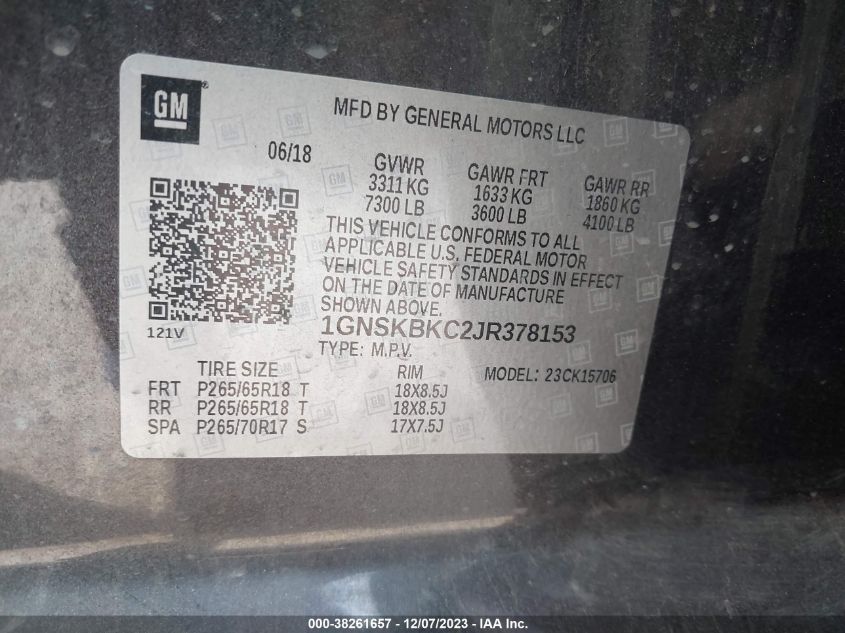 GM
MFD BY GENERAL MOTORS LLC
06/18
GVWR GAWR FRT GAWR RR
3311 KG 1633 KG 1860 KG
7300 LB 3600 LB 4100 LB
THIS VEHICLE CONFORMS TO ALL
APPLICABLE U.S. FEDERAL MOTOR
VEHICLE SAFETY STANDARDS IN EFFECT
ON THE DATE OF MANUFACTURE
SHOWN ABOVE.
121V
1GNSKBKC2JR378153
TYPE: M.P.V.
TIRE SIZE RIM MODEL: 23CK15706
FRT P265/65R18 T 18X8.5J
RR P265/65R18 T 18X8.5J
SPA P265/70R17 S 17X7.5J
000-38261657 - 12/07/2023 - IAA Inc.